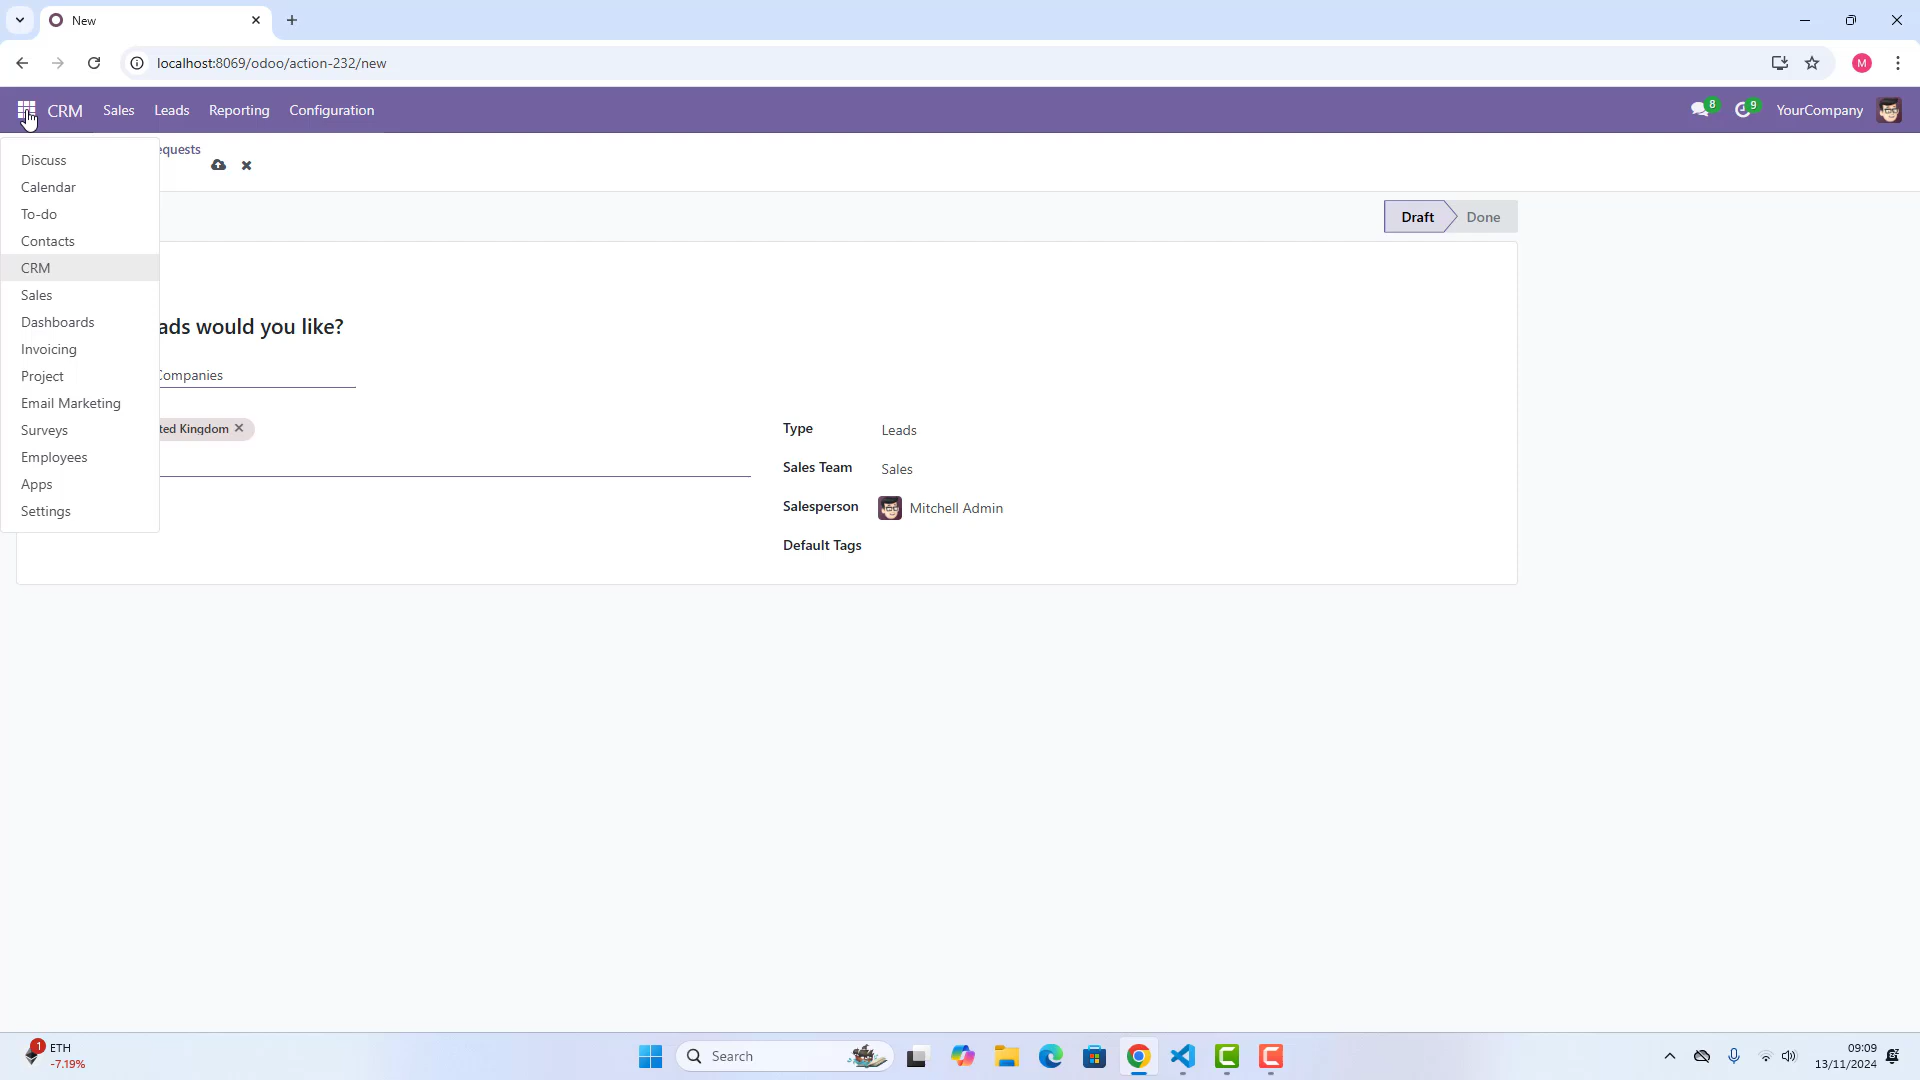 New
localhost:8069/odoo/action-232/new
M
CRM Sales Leads Reporting Configuration 8 9 YourCompany
equests
Discuss
Calendar
To-do
Contacts
CRM
Sales
Dashboards
Invoicing
Project
Email Marketing
Surveys
Employees
Apps
Settings
Draft Done
ads would you like?
Companies
ted Kingdom
Type Leads
Sales Team Sales
Salesperson Mitchell Admin
Default Tags
1
ETH
-7.19%
Search
09:09
13/11/2024